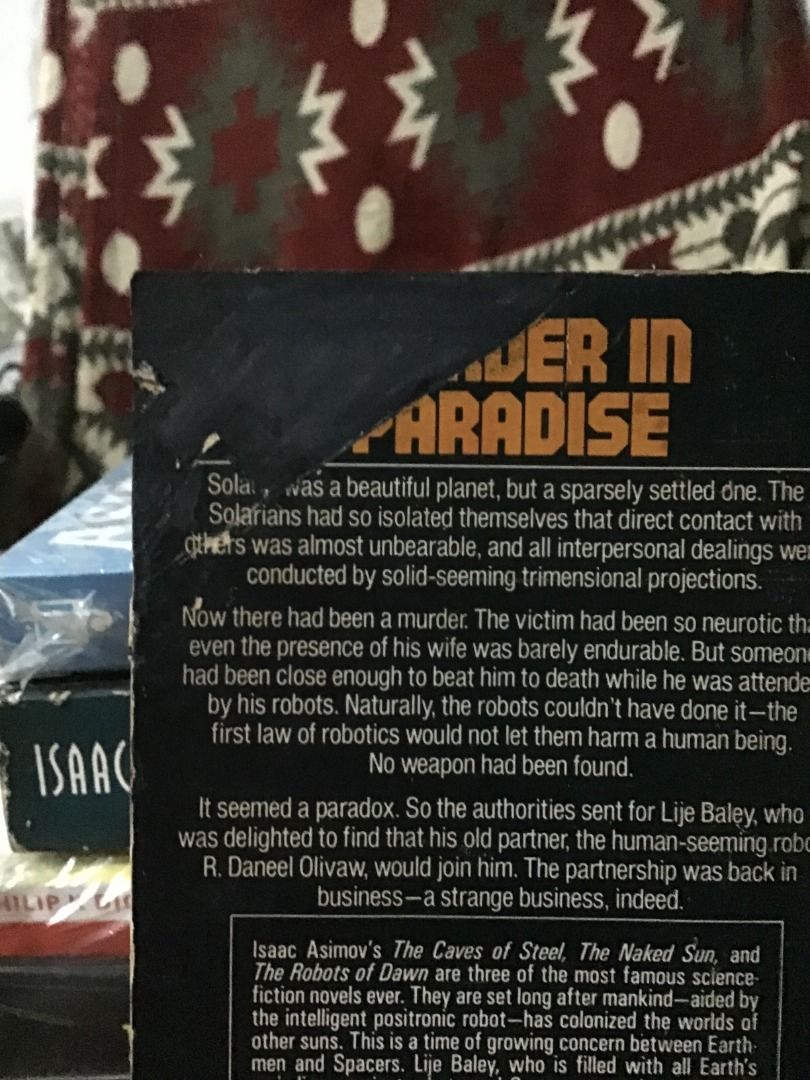 RDER IN
PARADISE
was a beautiful planet, but a sparsely settled one. The
Solarians had so isolated themselves that direct contact with
others was almost unbearable, and all interpersonal dealings we
conducted by solid-seeming trimensional projections.
Now there had been a murder. The victim had been so neurotic tha
even the presence of his wife was barely endurable. But someone
had been close enough to beat him to death while he was attende
by his robots. Naturally, the robots couldn't have done it—the
first law of robotics would not let them harm a human being.
No weapon had been found.
It seemed a paradox. So the authorities sent for Lije Baley, who
was delighted to find that his old partner, the human-seeming robo
R. Daneel Olivaw, would join him. The partnership was back in
business—a strange business, indeed.
Isaac Asimov's The Caves of Steel, The Naked Sun, and
The Robots of Dawn are three of the most famous science-
fiction novels ever. They are set long after mankind—aided by
the intelligent positronic robot—has colonized the worlds of
other suns. This is a time of growing concern between Earth-
men and Spacers. Lije Baley, who is filled with all Earth's
AS
ISAAC
HILIP K. DIC